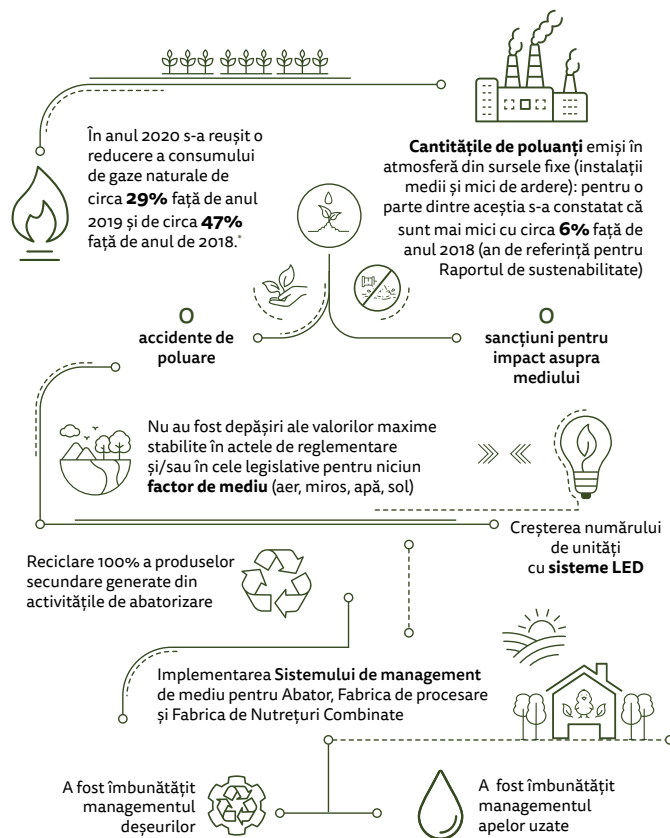 În anul 2020 s-a reușit o
reducere a consumului
de gaze naturale de
circa 29% față de anul
2019 și de circa 47%
față de anul de 2018.*
Cantitățile de poluanți emiși în
atmosferă din sursele fixe (instalații
medii și mici de ardere): pentru o
parte dintre aceștia s-a constatat că
sunt mai mici cu circa 6% față de
anul 2018 (an de referință pentru
Raportul de sustenabilitate)
0
accidente de
poluare
0
sancțiuni pentru
impact asupra
mediului
Nu au fost depășiri ale valorilor maxime
stabilite în actele de reglementare
și/sau în cele legislative pentru niciun
factor de mediu (aer, miros, apă, sol)
Creșterea numărului
de unități
cu sisteme LED
Reciclare 100% a produselor
secundare generate din
activitățile de abatorizare
Implementarea Sistemului de management
de mediu pentru Abator, Fabrica de procesare
și Fabrica de Nutrețuri Combinate
A fost îmbunătățit
managementul
deșeurilor
A fost îmbunătățit
managementul
apelor uzate